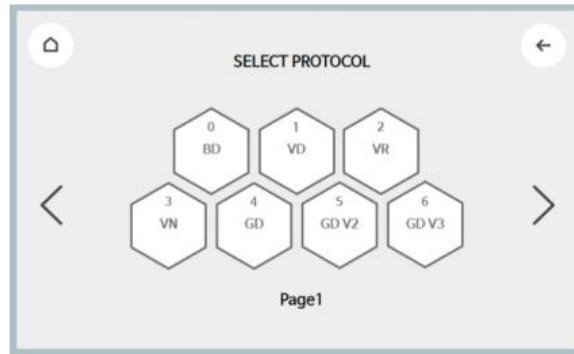 SELECT PROTOCOL
0
BD
1
VD
2
VR
3
VN
4
GD
5
GD V2
6
GD V3
Page1